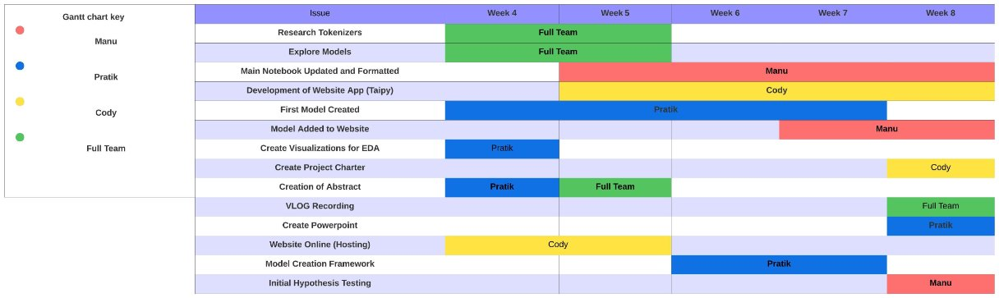 Gantt chart key
Manu
Pratik
Cody
Full Team
Issue Week 4 Week 5 Week 6 Week 7 Week 8
Research Tokenizers Full Team
Explore Models Full Team
Main Notebook Updated and Formatted Manu
Development of Website App (Taipy) Cody
First Model Created Pratik
Model Added to Website Manu
Create Visualizations for EDA Pratik
Create Project Charter Cody
Creation of Abstract Pratik Full Team
VLOG Recording Full Team
Create Powerpoint Pratik
Website Online (Hosting) Cody
Model Creation Framework Pratik
Initial Hypothesis Testing Manu